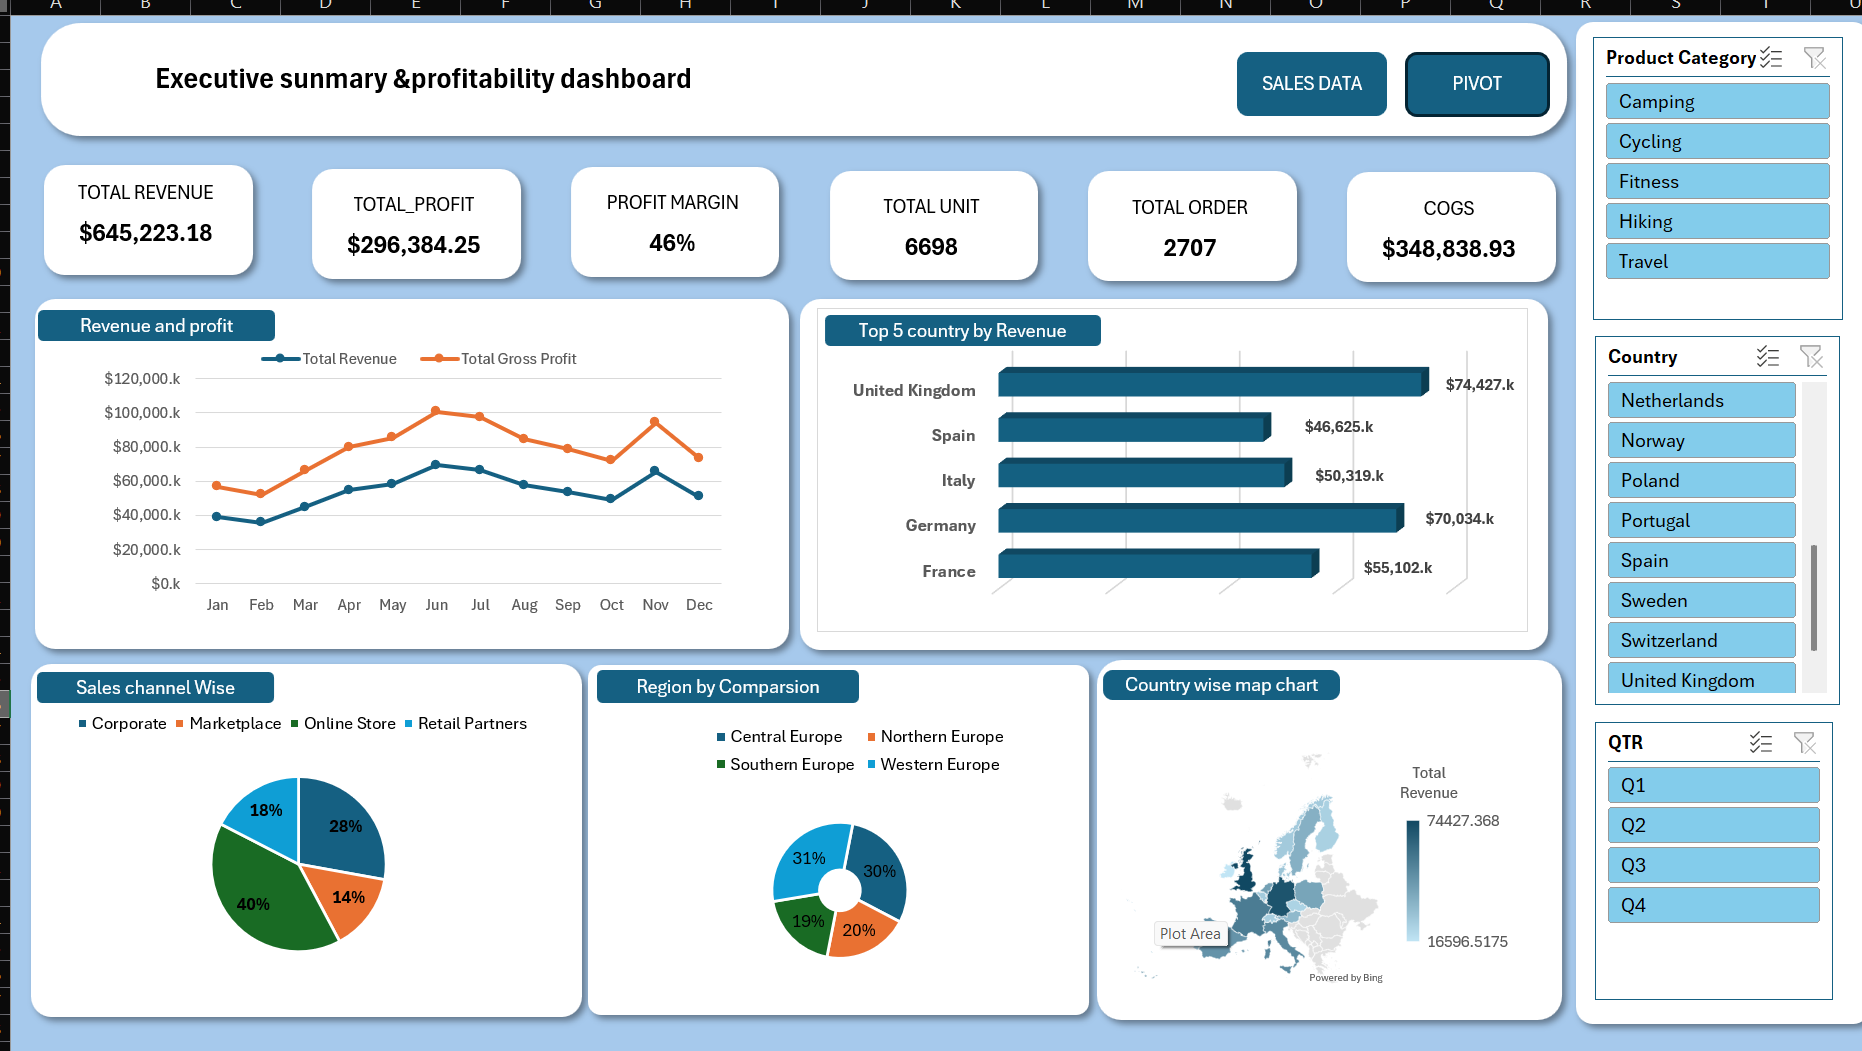 A B C D E F G H I J K L M N O P Q R S T U
Executive sunmary &profitability dashboard
SALES DATA
PIVOT
TOTAL REVENUE
$645,223.18
TOTAL_PROFIT
$296,384.25
PROFIT MARGIN
46%
TOTAL UNIT
6698
TOTAL ORDER
2707
COGS
$348,838.93
Revenue and profit
Total Revenue
Total Gross Profit
$120,000.k
$100,000.k
$80,000.k
$60,000.k
$40,000.k
$20,000.k
$0.k
Jan Feb Mar Apr May Jun Jul Aug Sep Oct Nov Dec
Top 5 country by Revenue
United Kingdom $74,427.k
Spain $46,625.k
Italy $50,319.k
Germany $70,034.k
France $55,102.k
Sales channel Wise
Corporate Marketplace Online Store Retail Partners
18%
28%
14%
40%
Region by Comparsion
Central Europe Northern Europe
Southern Europe Western Europe
31%
30%
19%
20%
Country wise map chart
Total
Revenue
74427.368
16596.5175
Plot Area
Powered by Bing
Product Category
Camping
Cycling
Fitness
Hiking
Travel
Country
Netherlands
Norway
Poland
Portugal
Spain
Sweden
Switzerland
United Kingdom
QTR
Q1
Q2
Q3
Q4